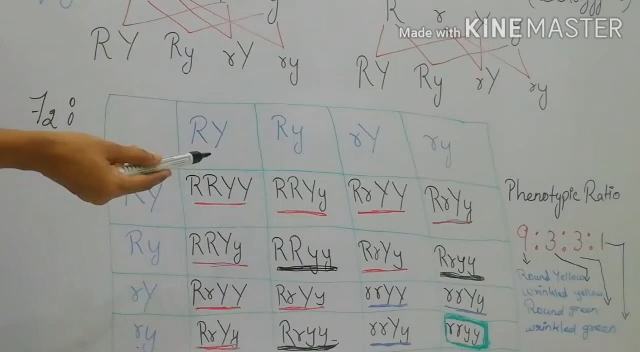 R r Y y
Made with KINEMASTER
RY Ry rY ry
RY Ry rY ry
F2:
RY Ry rY ry
RY RRYY RRYy RrYY RrYy
Ry RRYy RRyy RrYy Rryy
rY RrYY RrYy rrYY rrYy
ry RrYy Rryy rrYy rryy
Phenotypic Ratio
9:3:3:1
Round Yellow
wrinkled yellow
Round green
wrinkled green